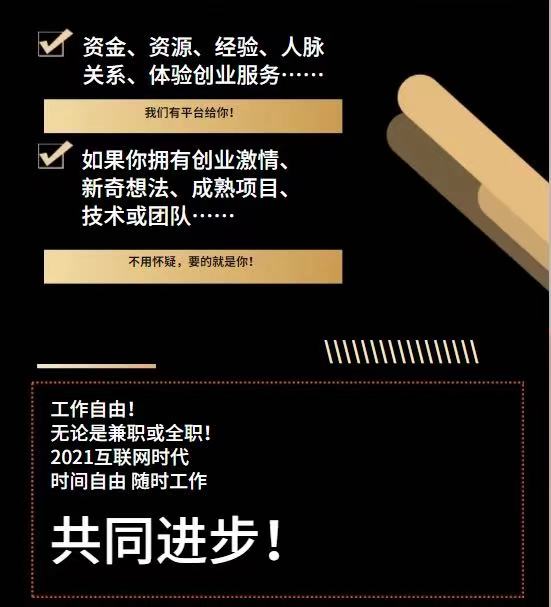 资金、资源、经验、人脉
关系、体验创业服务……
我们有平台给你！
如果你拥有创业激情、
新奇想法、成熟项目、
技术或团队……
不用怀疑，要的就是你！
工作自由！
无论是兼职或全职！
2021互联网时代
时间自由 随时工作
共同进步！